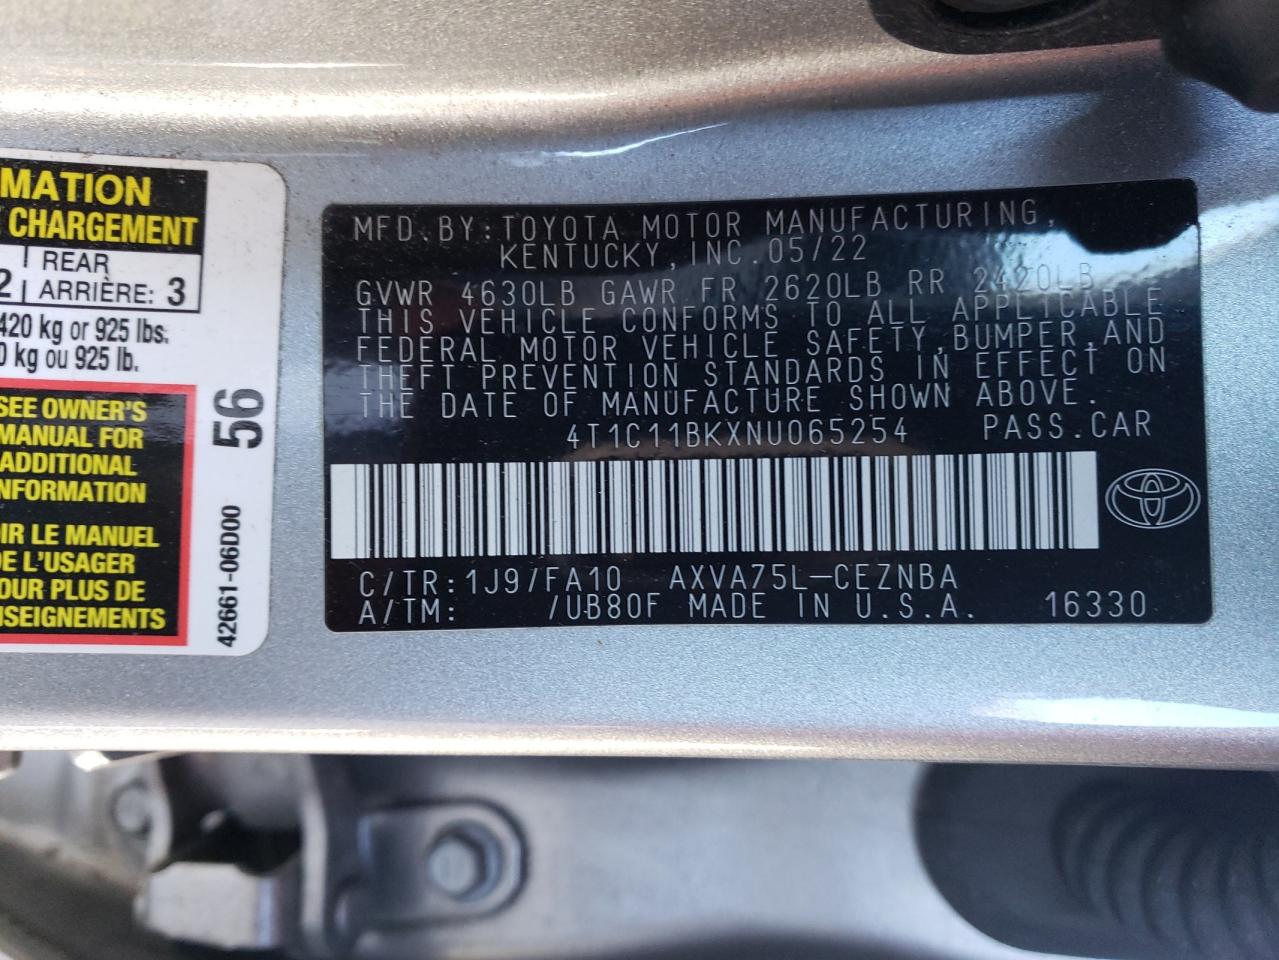 MATION
CHARGEMENT
2 REAR
ARRIÈRE: 3
420 kg or 925 lbs.
0 kg ou 925 lb.
SEE OWNER'S
MANUAL FOR
ADDITIONAL
NFORMATION
IR LE MANUEL
DE L'USAGER
OUR PLUS DE
NSEIGNEMENTS
56
42661-06D00
MFD.BY:TOYOTA MOTOR MANUFACTURING,
KENTUCKY,INC.05/22
GVWR 4630LB GAWR FR 2620LB RR 2420LB
THIS VEHICLE CONFORMS TO ALL APPLICABLE
FEDERAL MOTOR VEHICLE SAFETY,BUMPER,AND
THEFT PREVENTION STANDARDS IN EFFECT ON
THE DATE OF MANUFACTURE SHOWN ABOVE.
4T1C11BKXNU065254 PASS.CAR
C/TR:1J9/FA10 AXVA75L-CEZNBA
A/TM: /UB80F MADE IN U.S.A. 16330